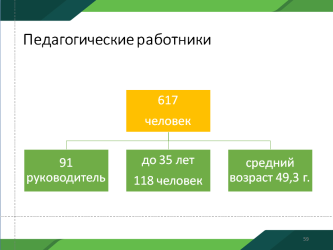 Педагогические работники
617
человек
91
руководитель
до 35 лет
118 человек
средний
возраст 49,3 г.